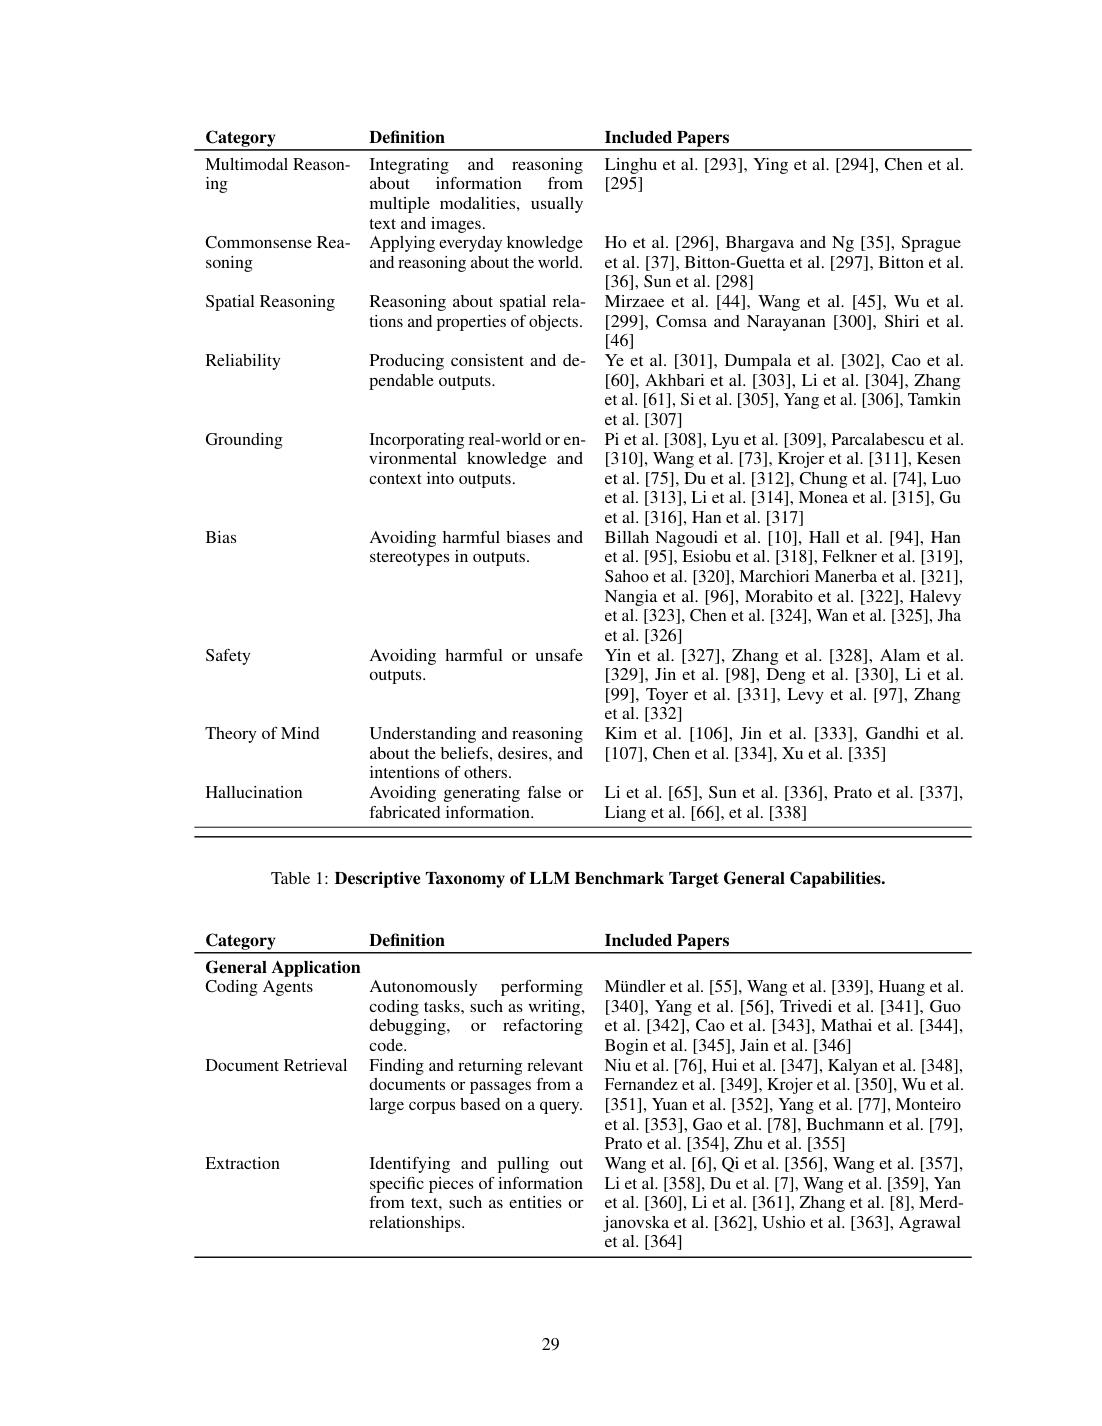 Category Definition Included Papers
Multimodal Reason- Integrating and reasoning Linghu et al. [293], Ying et al. [294], Chen et al.
ing about information from [295]
multiple modalities, usually
text and images.
Commonsense Rea- Applying everyday knowledge Ho et al. [296], Bhargava and Ng [35], Sprague
soning and reasoning about the world. et al. [37], Bitton-Guetta et al. [297], Bitton et al.
[36], Sun et al. [298]
Spatial Reasoning Reasoning about spatial rela- Mirzaee et al. [44], Wang et al. [45], Wu et al.
tions and properties of objects. [299], Comsa and Narayanan [300], Shiri et al.
[46]
Reliability Producing consistent and de- Ye et al. [301], Dumpala et al. [302], Cao et al.
pendable outputs. [60], Akhbari et al. [303], Li et al. [304], Zhang
et al. [61], Si et al. [305], Yang et al. [306], Tamkin
et al. [307]
Grounding Incorporating real-world or en- Pi et al. [308], Lyu et al. [309], Parcalabescu et al.
vironmental knowledge and [310], Wang et al. [73], Krojer et al. [311], Kesen
context into outputs. et al. [75], Du et al. [312], Chung et al. [74], Luo
et al. [313], Li et al. [314], Monea et al. [315], Gu
et al. [316], Han et al. [317]
Bias Avoiding harmful biases and Billah Nagoudi et al. [10], Hall et al. [94], Han
stereotypes in outputs. et al. [95], Esiobu et al. [318], Felkner et al. [319],
Sahoo et al. [320], Marchiori Manerba et al. [321],
Nangia et al. [96], Morabito et al. [322], Halevy
et al. [323], Chen et al. [324], Wan et al. [325], Jha
et al. [326]
Safety Avoiding harmful or unsafe Yin et al. [327], Zhang et al. [328], Alam et al.
outputs. [329], Jin et al. [98], Deng et al. [330], Li et al.
[99], Toyer et al. [331], Levy et al. [97], Zhang
et al. [332]
Theory of Mind Understanding and reasoning Kim et al. [106], Jin et al. [333], Gandhi et al.
about the beliefs, desires, and [107], Chen et al. [334], Xu et al. [335]
intentions of others.
Hallucination Avoiding generating false or Li et al. [65], Sun et al. [336], Prato et al. [337],
fabricated information. Liang et al. [66], et al. [338]
Table 1: Descriptive Taxonomy of LLM Benchmark Target General Capabilities.
Category Definition Included Papers
General Application
Coding Agents Autonomously performing Mündler et al. [55], Wang et al. [339], Huang et al.
coding tasks, such as writing, [340], Yang et al. [56], Trivedi et al. [341], Guo
debugging, or refactoring et al. [342], Cao et al. [343], Mathai et al. [344],
code. Bogin et al. [345], Jain et al. [346]
Document Retrieval Finding and returning relevant Niu et al. [76], Hui et al. [347], Kalyan et al. [348],
documents or passages from a Fernandez et al. [349], Krojer et al. [350], Wu et al.
large corpus based on a query. [351], Yuan et al. [352], Yang et al. [77], Monteiro
et al. [353], Gao et al. [78], Buchmann et al. [79],
Prato et al. [354], Zhu et al. [355]
Extraction Identifying and pulling out Wang et al. [6], Qi et al. [356], Wang et al. [357],
specific pieces of information Li et al. [358], Du et al. [7], Wang et al. [359], Yan
from text, such as entities or et al. [360], Li et al. [361], Zhang et al. [8], Merd-
relationships. janovska et al. [362], Ushio et al. [363], Agrawal
et al. [364]
29